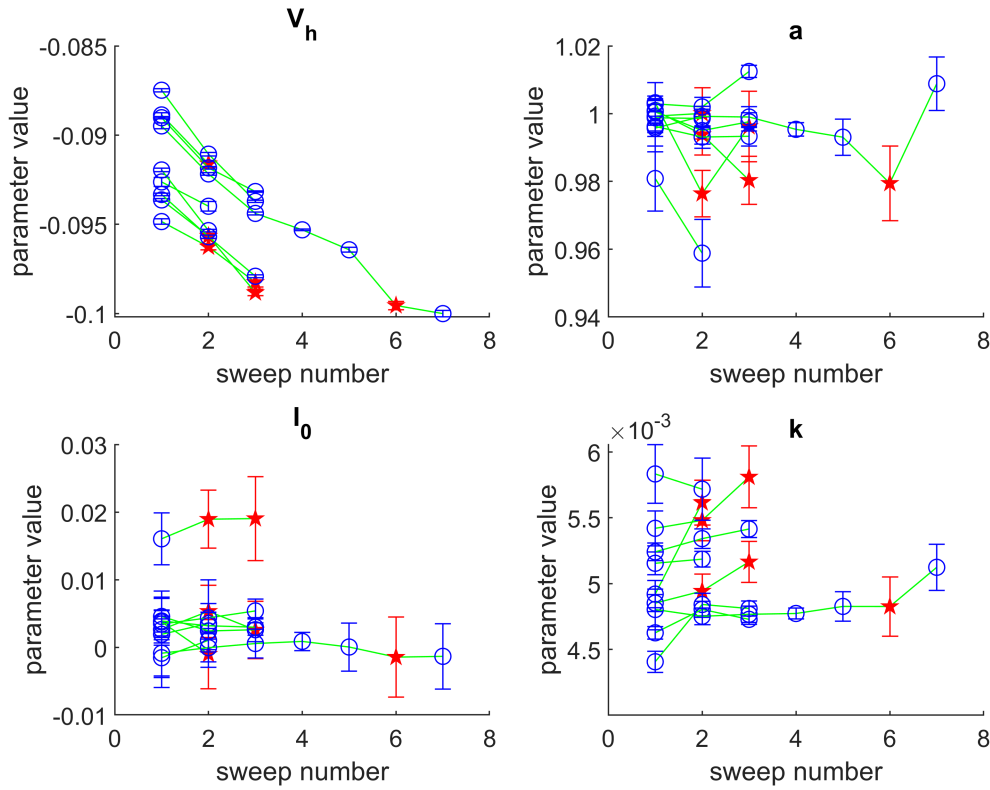 V_h
-0.085
-0.09
-0.095
-0.1
parameter value
0 2 4 6 8
sweep number
a
1.02
1
0.98
0.96
0.94
parameter value
0 2 4 6 8
sweep number
I_0
0.03
0.02
0.01
0
-0.01
parameter value
0 2 4 6 8
sweep number
k
×10^-3
6
5.5
5
4.5
parameter value
0 2 4 6 8
sweep number